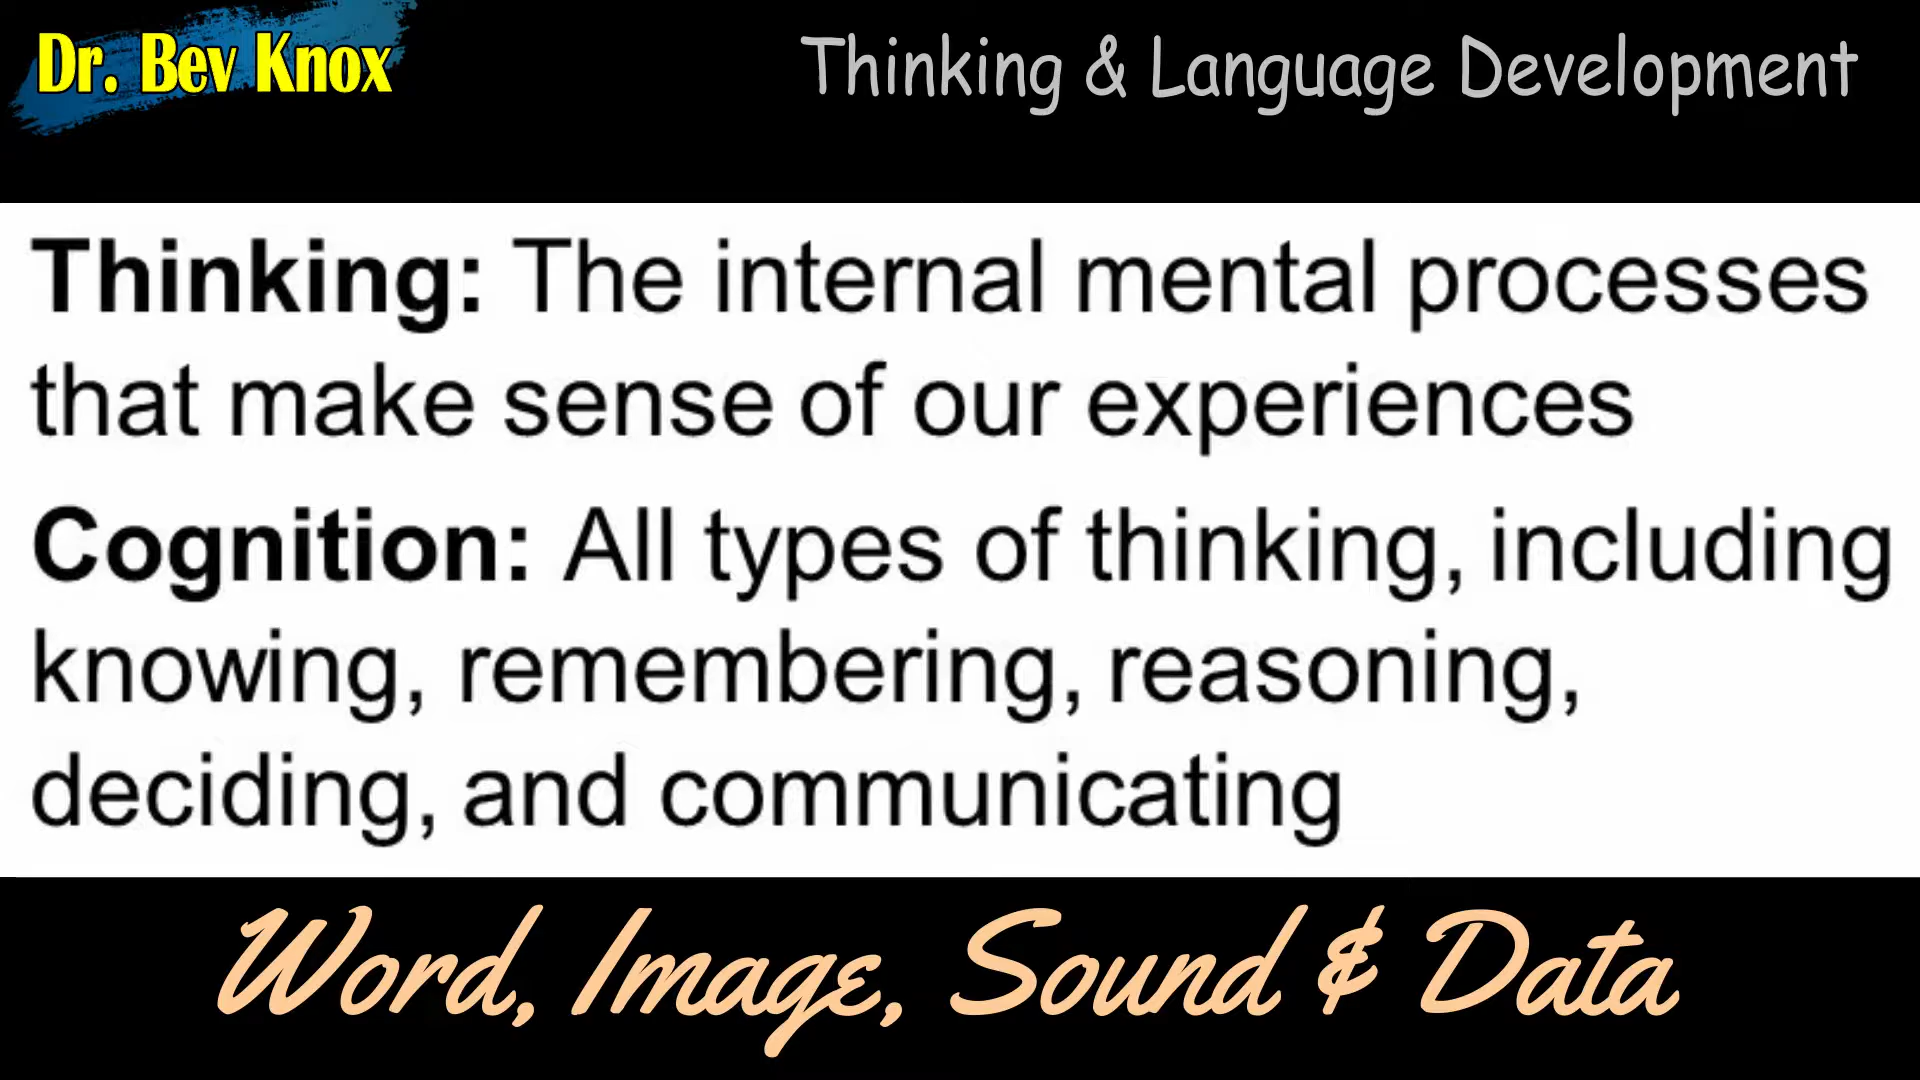 Dr. Bev Knox
Thinking & Language Development
Thinking: The internal mental processes
that make sense of our experiences
Cognition: All types of thinking, including
knowing, remembering, reasoning,
deciding, and communicating
Word, Image, Sound & Data